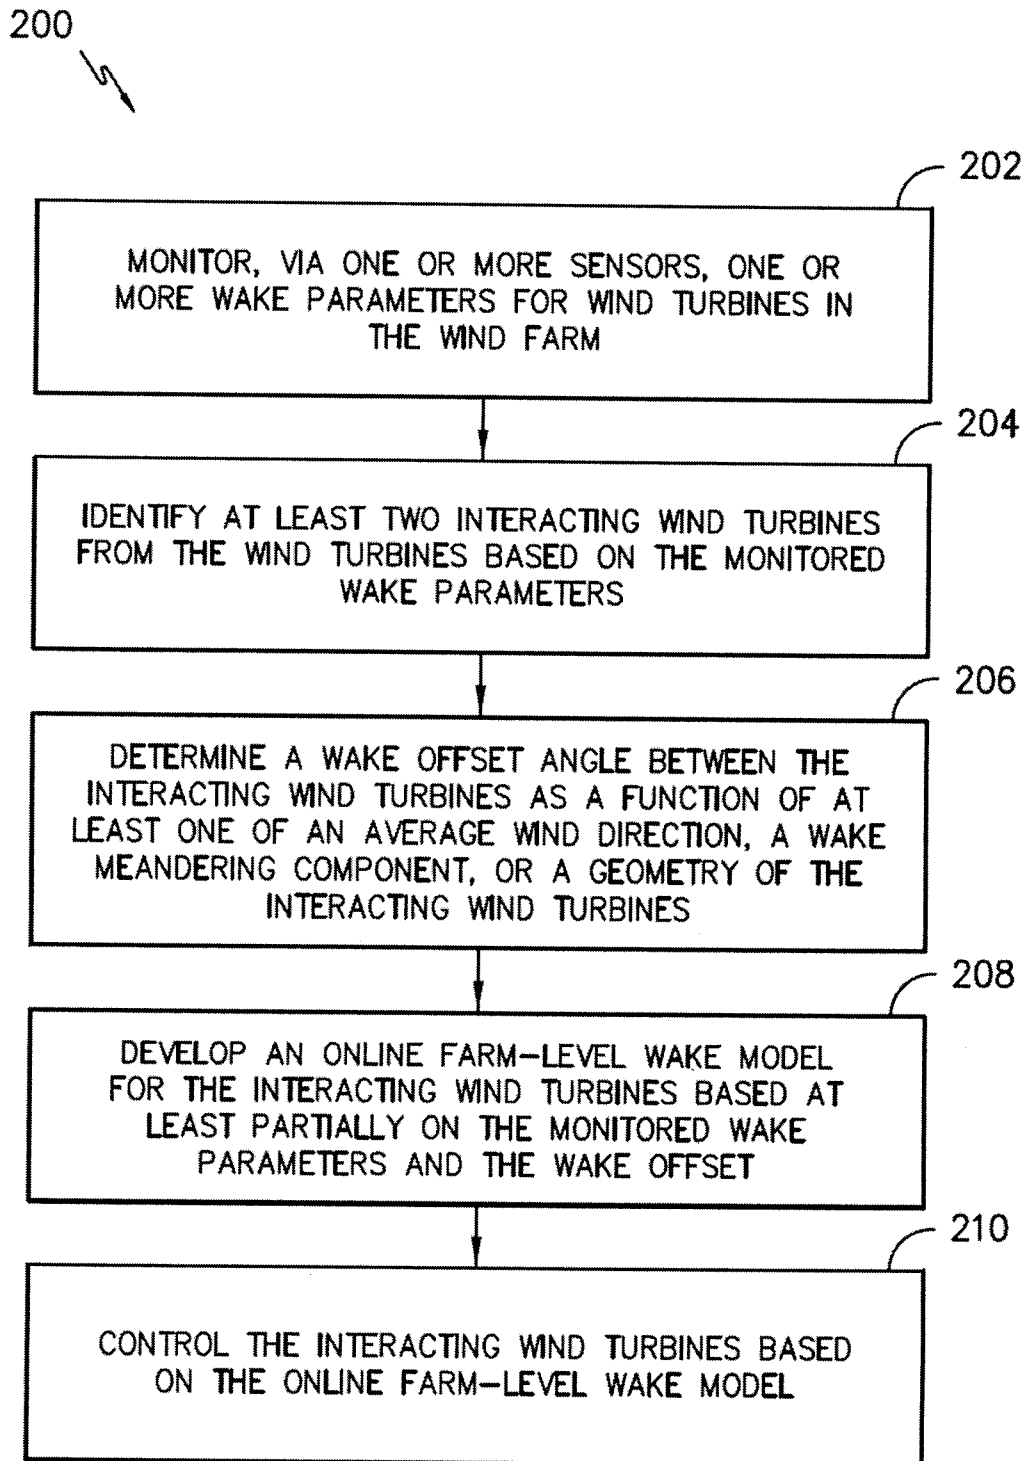 200
202
MONITOR, VIA ONE OR MORE SENSORS, ONE OR
MORE WAKE PARAMETERS FOR WIND TURBINES IN
THE WIND FARM
204
IDENTIFY AT LEAST TWO INTERACTING WIND TURBINES
FROM THE WIND TURBINES BASED ON THE MONITORED
WAKE PARAMETERS
206
DETERMINE A WAKE OFFSET ANGLE BETWEEN THE
INTERACTING WIND TURBINES AS A FUNCTION OF AT
LEAST ONE OF AN AVERAGE WIND DIRECTION, A WAKE
MEANDERING COMPONENT, OR A GEOMETRY OF THE
INTERACTING WIND TURBINES
208
DEVELOP AN ONLINE FARM-LEVEL WAKE MODEL
FOR THE INTERACTING WIND TURBINES BASED AT
LEAST PARTIALLY ON THE MONITORED WAKE
PARAMETERS AND THE WAKE OFFSET
210
CONTROL THE INTERACTING WIND TURBINES BASED
ON THE ONLINE FARM-LEVEL WAKE MODEL